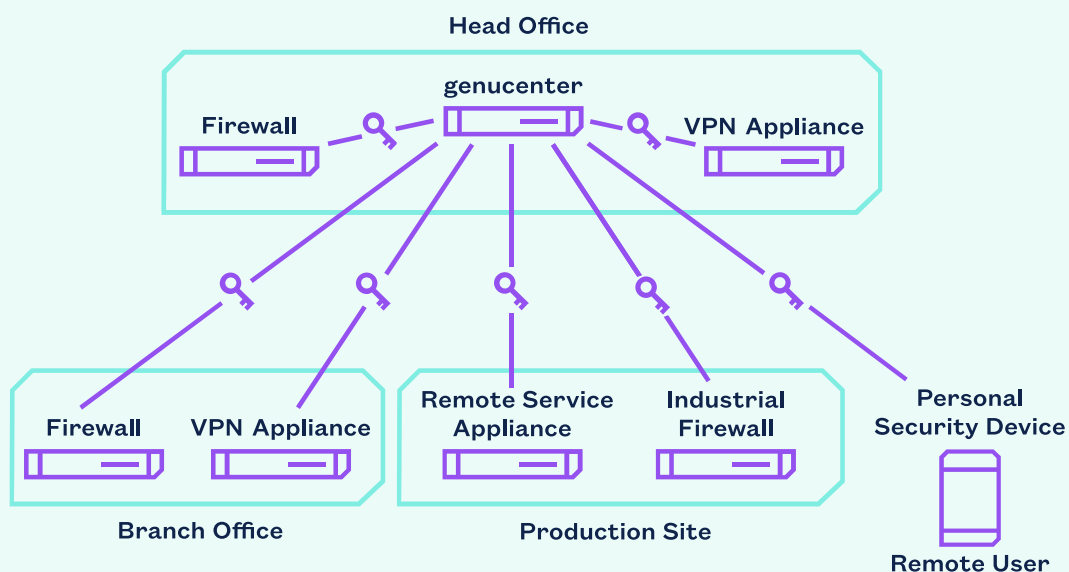 Head Office
genucenter
Firewall
VPN Appliance
Firewall
VPN Appliance
Branch Office
Remote Service
Appliance
Industrial
Firewall
Production Site
Personal
Security Device
Remote User